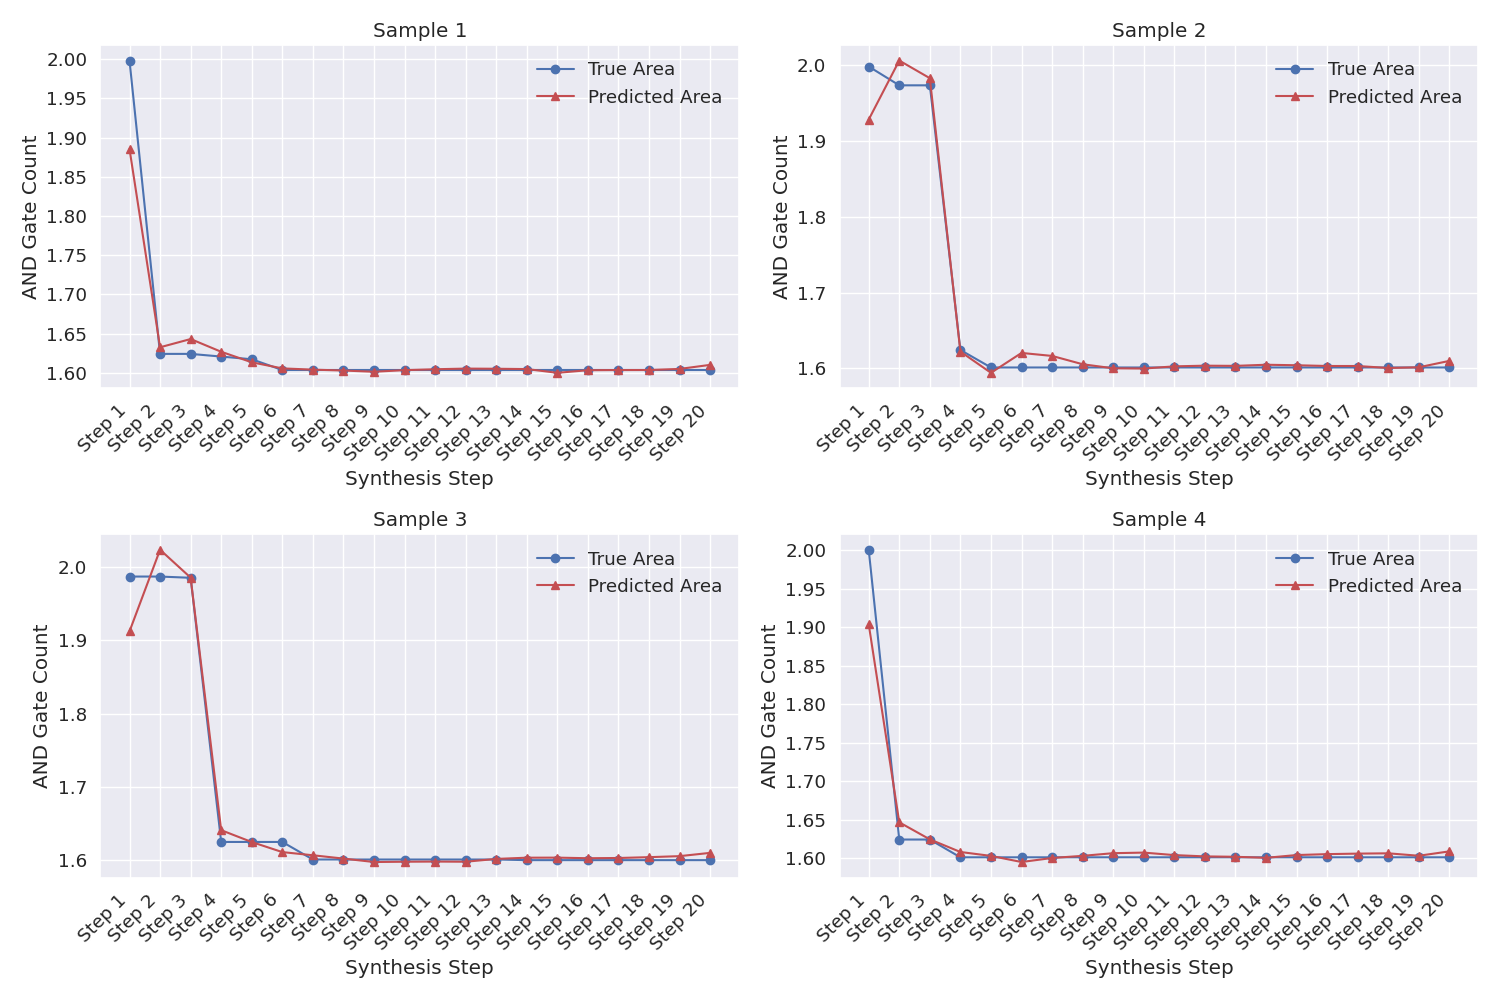 Sample 1
AND Gate Count
2.00
1.95
1.90
1.85
1.80
1.75
1.70
1.65
1.60
True Area
Predicted Area
Step 1
Step 2
Step 3
Step 4
Step 5
Step 6
Step 7
Step 8
Step 9
Step 10
Step 11
Step 12
Step 13
Step 14
Step 15
Step 16
Step 17
Step 18
Step 19
Step 20
Synthesis Step
Sample 2
AND Gate Count
2.0
1.9
1.8
1.7
1.6
True Area
Predicted Area
Step 1
Step 2
Step 3
Step 4
Step 5
Step 6
Step 7
Step 8
Step 9
Step 10
Step 11
Step 12
Step 13
Step 14
Step 15
Step 16
Step 17
Step 18
Step 19
Step 20
Synthesis Step
Sample 3
AND Gate Count
2.0
1.9
1.8
1.7
1.6
True Area
Predicted Area
Step 1
Step 2
Step 3
Step 4
Step 5
Step 6
Step 7
Step 8
Step 9
Step 10
Step 11
Step 12
Step 13
Step 14
Step 15
Step 16
Step 17
Step 18
Step 19
Step 20
Synthesis Step
Sample 4
AND Gate Count
2.00
1.95
1.90
1.85
1.80
1.75
1.70
1.65
1.60
True Area
Predicted Area
Step 1
Step 2
Step 3
Step 4
Step 5
Step 6
Step 7
Step 8
Step 9
Step 10
Step 11
Step 12
Step 13
Step 14
Step 15
Step 16
Step 17
Step 18
Step 19
Step 20
Synthesis Step